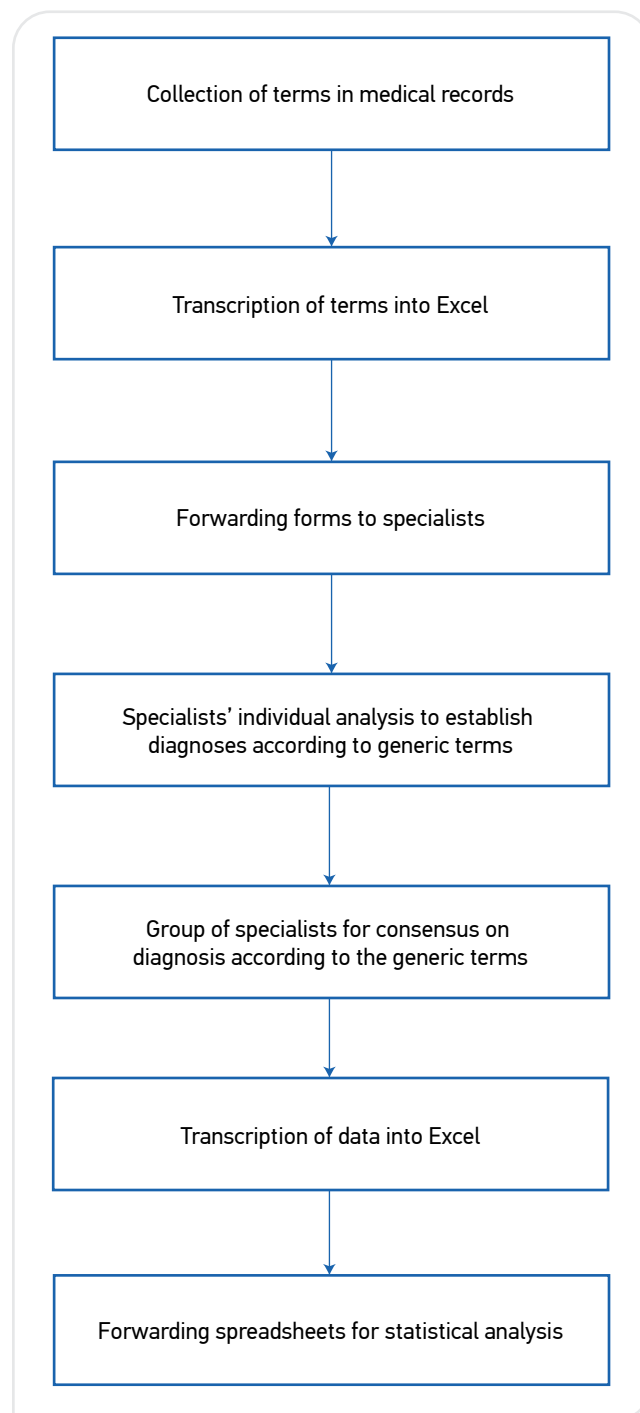 Collection of terms in medical records
Transcription of terms into Excel
Forwarding forms to specialists
Specialists’ individual analysis to establish
diagnoses according to generic terms
Group of specialists for consensus on
diagnosis according to the generic terms
Transcription of data into Excel
Forwarding spreadsheets for statistical analysis